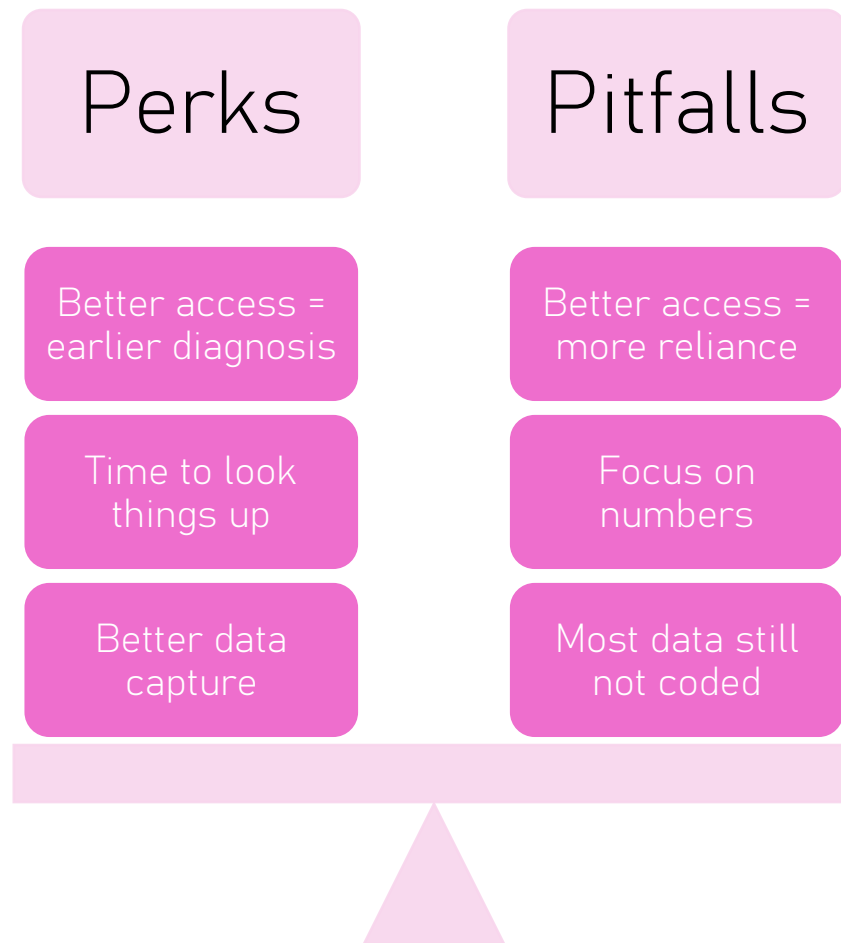 Perks
Better access =
earlier diagnosis
Time to look
things up
Better data
capture
Pitfalls
Better access =
more reliance
Focus on
numbers
Most data still
not coded